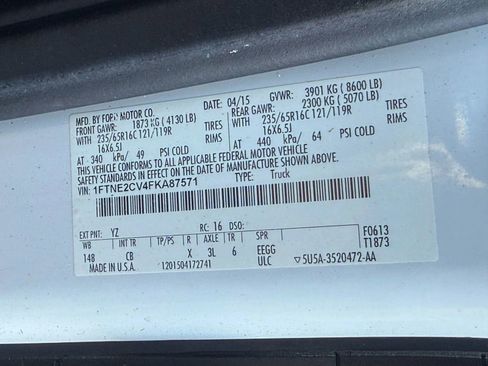 MFD. BY FORD MOTOR CO.
DATE: 04/15 GVWR: 3901 KG ( 8600 LB)
FRONT GAWR: 1873 KG ( 4130 LB) REAR GAWR: 2300 KG ( 5070 LB)
WITH 235/65R16C 121/119R TIRES WITH 235/65R16C 121/119R TIRES
16X6.5J RIMS 16X6.5J RIMS
AT 340 kPa/ 49 PSI COLD AT 440 kPa/ 64 PSI COLD
THIS VEHICLE CONFORMS TO ALL APPLICABLE FEDERAL MOTOR VEHICLE
SAFETY STANDARDS IN EFFECT ON THE DATE OF MANUFACTURE SHOWN ABOVE.
VIN: 1FTNE2CV4FKA87571 TYPE: Truck
EXT PNT: YZ RC: 16 DSO: F0613
WB INT TR TP/PS R AXLE TR SPR T1873
148 CB X 3L 6 EEGG
MADE IN U.S.A. 1201504172741 ULC ▽5U5A-3520472-AA